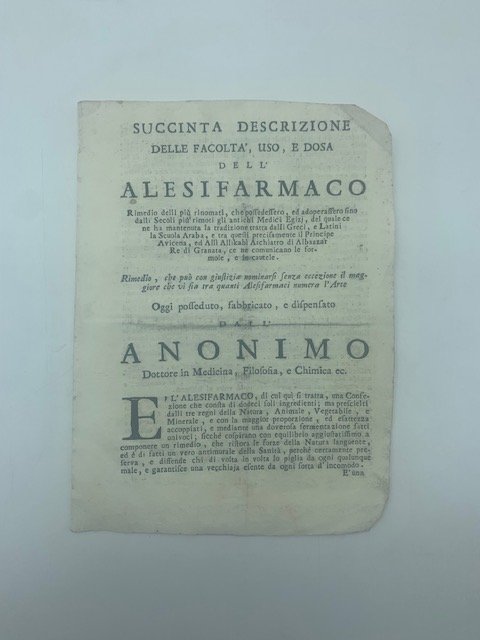 SUCCINTA DESCRIZIONE
DELLE FACOLTA', USO, E DOSA
DELL'
ALESIFARMACO
Rimedio delli più rinomati, che possedessero, ed adoperassero sino
dalli Secoli più rimoti gli antichi Medici Egizj, del quale ce
ne ha mantenuta la tradizione tratta dalli Greci, e Latini
la Scuola Araba, e tra questi precisamente il Principe
Avicena, ed Alsi Alsikahl Archiatro di Albaazar
Re di Granata, ce ne comunicano le for-
mole, e in cautele.
Rimedio, che può con giustizia nominarsi senza eccezione il mag-
giore che vi sia tra quanti Alesifarmaci numera l'Arte
Oggi posseduto, fabbricato, e dispensato
DALL'
ANONIMO
Dottore in Medicina, Filosofia, e Chimica ec.
E' L'ALESIFARMACO, di cui qui si tratta, una Confe-
zione che consta di dodeci soli ingredienti; ma prescielti
dalli tre regni della Natura, Animale, Vegetabile, e
Minerale, e con la maggior proporzione, ed esattezza
accoppiati, e mediante una doverosa fermentazione fatti
univoci; sicchè cospirano con equilibrio aggiustatissimo a
componere un rimedio, che ristora le forze della Natura languente,
ed è di fatti un vero antimurale della Sanità, perchè certamente pre-
serva, e diffende chi di volta in volta lo piglia da ogni qualunque
male, e garantisce una vecchiaja esente da ogni sorta d'incomodo.
E' una